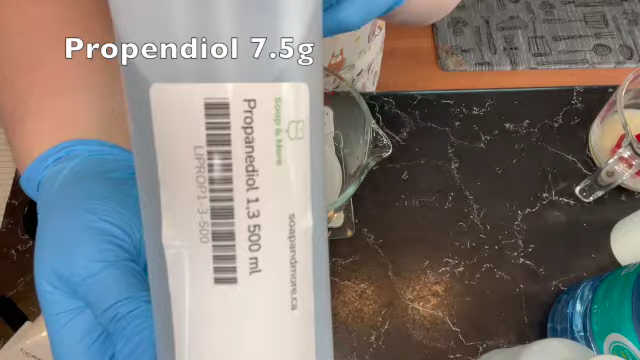 Propendiol 7.5g
Soap & More
soapandmore.ca
Propanediol 1,3 500 ml
LIPROP1-3-500